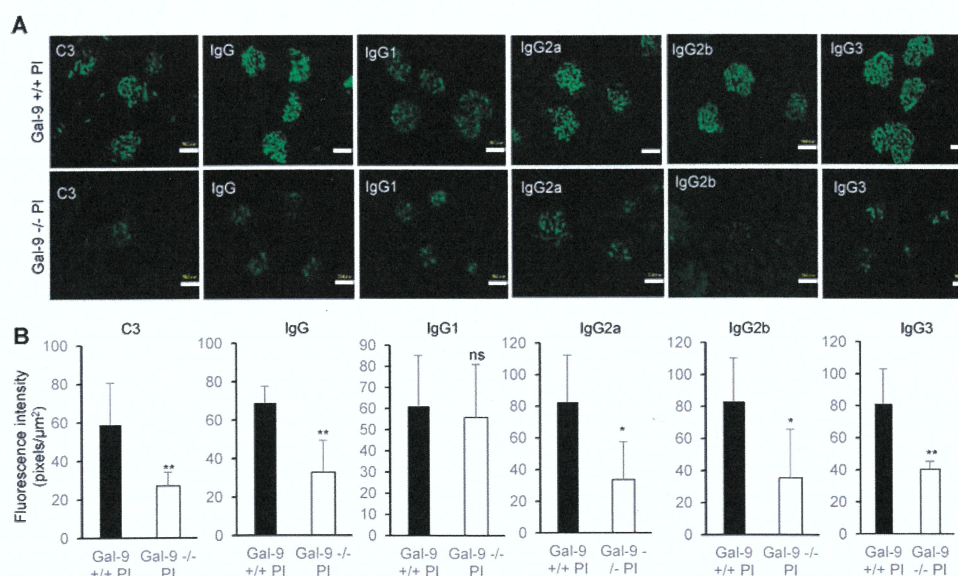 A
Gal-9 +/+ PI
C3
IgG
IgG1
IgG2a
IgG2b
IgG3
Gal-9 -/- PI
C3
IgG
IgG1
IgG2a
IgG2b
IgG3
B
Fluorescence intensity
(pixels/µm²)
C3
100
80
60
40
20
0
**
Gal-9 Gal-9 -/-
+/+ PI PI
IgG
100
80
60
40
20
0
**
Gal-9 Gal-9 -/-
+/+ PI PI
IgG1
90
80
70
60
50
40
30
20
10
0
ns
Gal-9 Gal-9 -/-
+/+ PI PI
IgG2a
120
100
80
60
40
20
0
*
Gal-9 Gal-9 -
+/+ PI /- PI
IgG2b
120
100
80
60
40
20
0
*
Gal-9 Gal-9 -/-
+/+ PI PI
IgG3
120
100
80
60
40
20
0
**
Gal-9 Gal-9
+/+ PI -/- PI